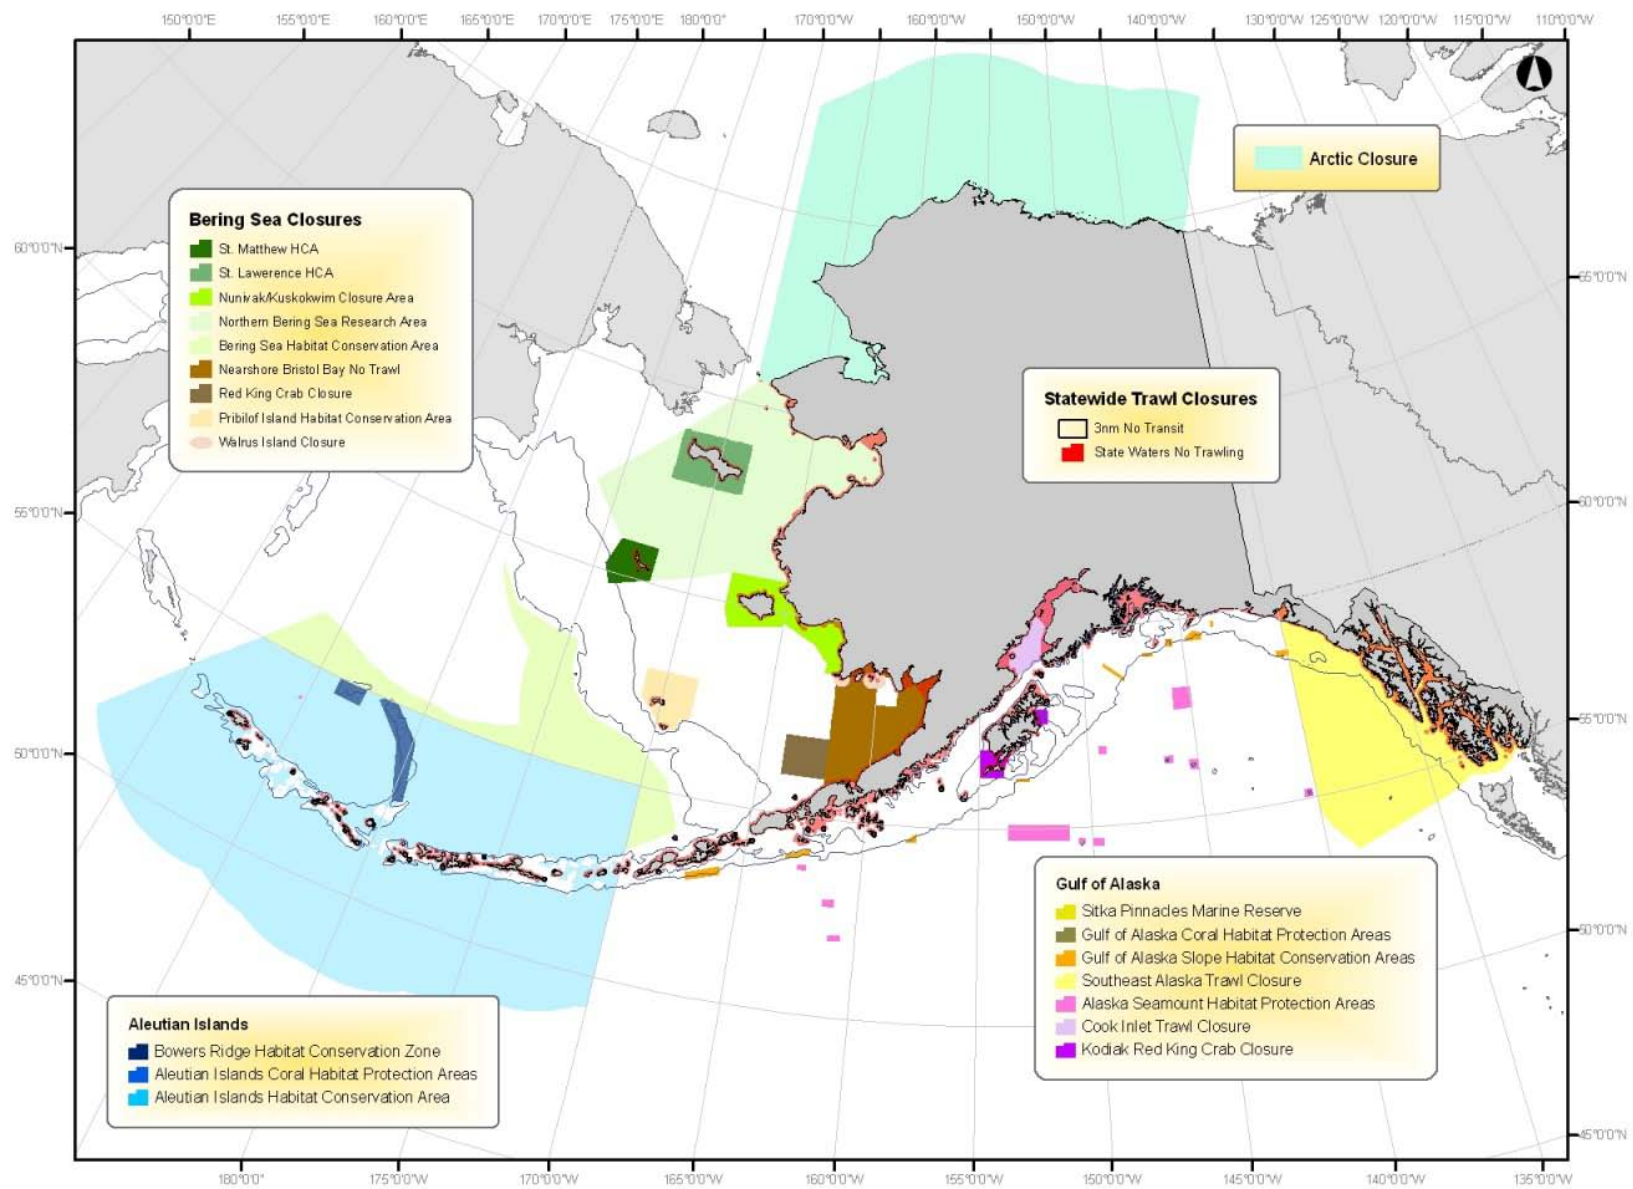 150°0'0"E 155°0'0"E 160°0'0"E 165°0'0"E 170°0'0"E 175°0'0"E 180°0'0" 170°0'0"W 160°0'0"W 150°0'0"W 140°0'0"W 130°0'0"W 125°0'0"W 120°0'0"W 115°0'0"W 110°0'0"W
Arctic Closure
Bering Sea Closures
St. Matthew HCA
St. Lawerence HCA
Nunivak/Kuskokwim Closure Area
Northern Bering Sea Research Area
Bering Sea Habitat Conservation Area
Nearshore Bristol Bay No Trawl
Red King Crab Closure
Pribilof Island Habitat Conservation Area
Walrus Island Closure
60°0'0"N
55°0'0"N
50°0'0"N
45°0'0"N
Statewide Trawl Closures
3nm No Transit
State Waters No Trawling
65°0'0"N
60°0'0"N
55°0'0"N
50°0'0"N
45°0'0"N
Gulf of Alaska
Sitka Pinnacles Marine Reserve
Gulf of Alaska Coral Habitat Protection Areas
Gulf of Alaska Slope Habitat Conservation Areas
Southeast Alaska Trawl Closure
Alaska Seamount Habitat Protection Areas
Cook Inlet Trawl Closure
Kodiak Red King Crab Closure
Aleutian Islands
Bowers Ridge Habitat Conservation Zone
Aleutian Islands Coral Habitat Protection Areas
Aleutian Islands Habitat Conservation Area
180°0'0" 175°0'0"W 170°0'0"W 165°0'0"W 160°0'0"W 155°0'0"W 150°0'0"W 145°0'0"W 140°0'0"W 135°0'0"W